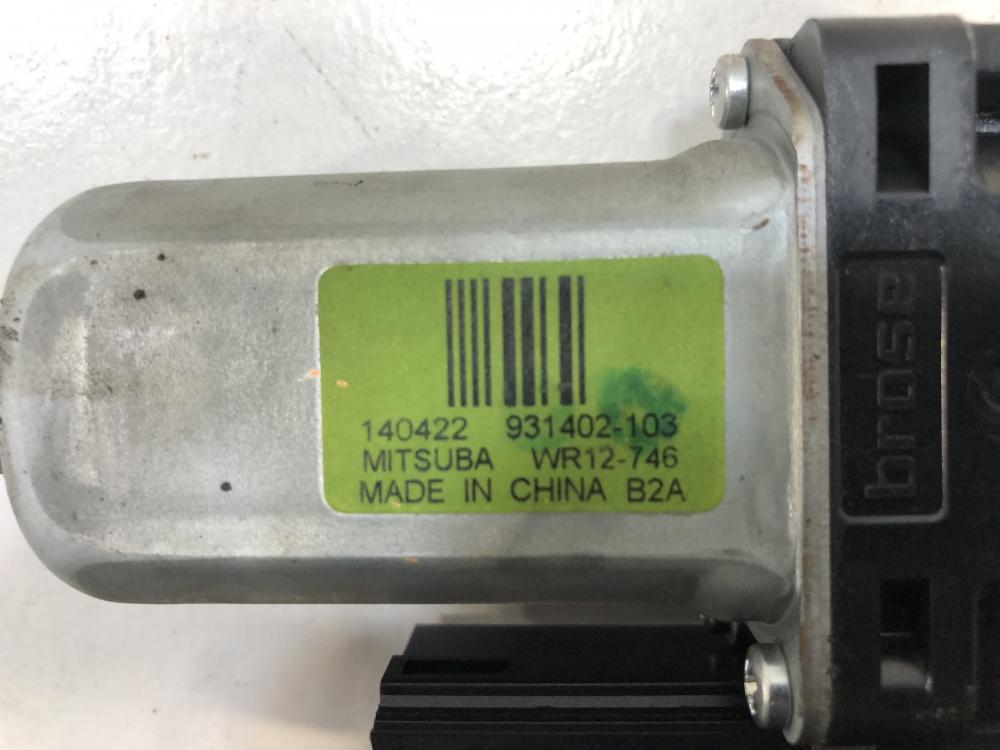 140422 931402-103
MITSUBA WR12-746
MADE IN CHINA B2A
brose